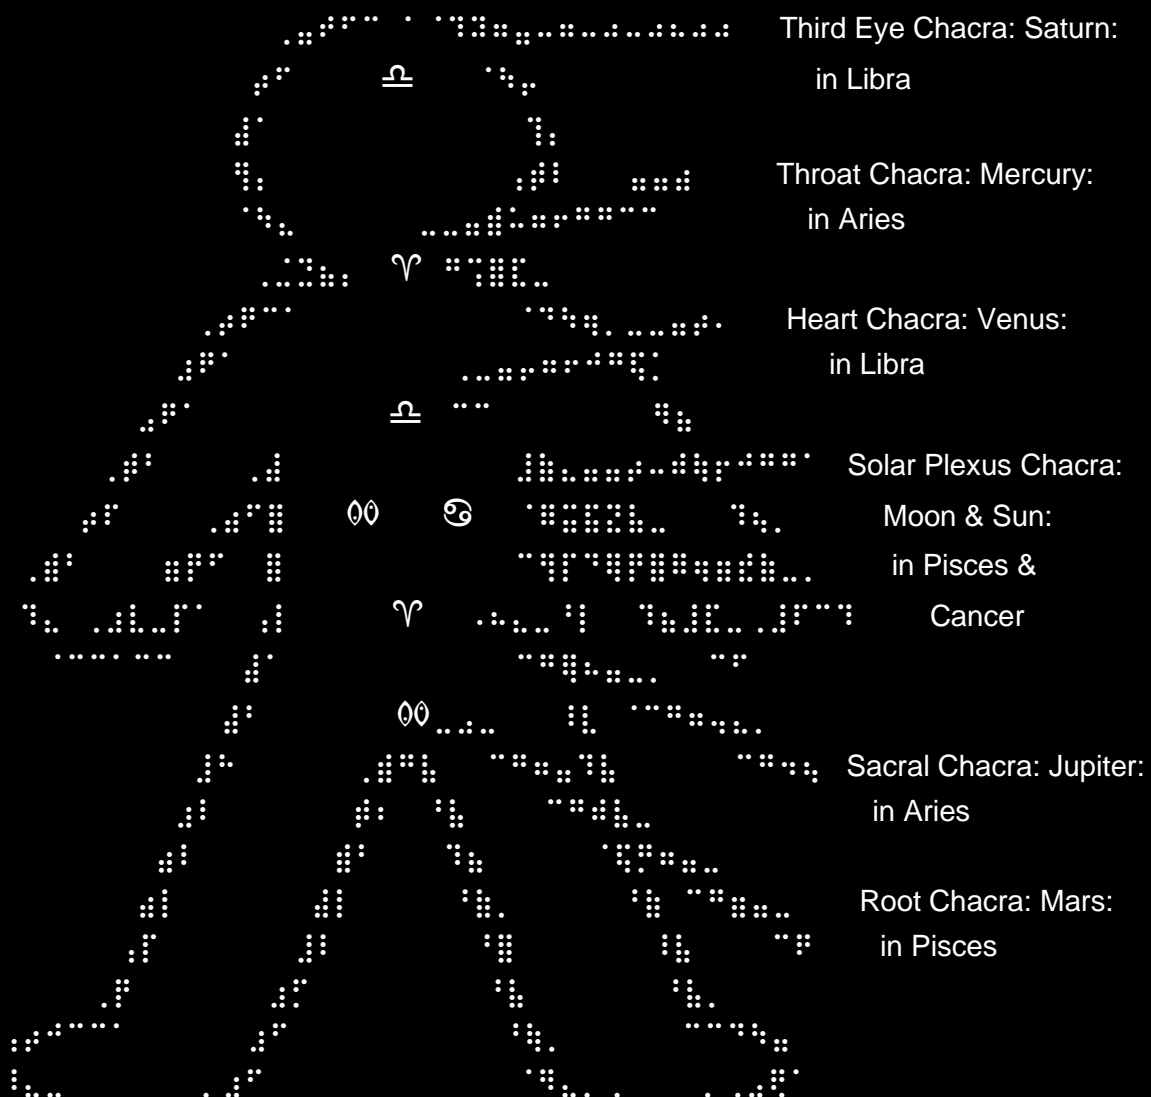 Third Eye Chacra: Saturn:
♎
in Libra
Throat Chacra: Mercury:
in Aries
♈
Heart Chacra: Venus:
in Libra
♎
Solar Plexus Chacra:
♓ ♋
Moon & Sun:
in Pisces &
♈
Cancer
♓
Sacral Chacra: Jupiter:
in Aries
Root Chacra: Mars:
in Pisces